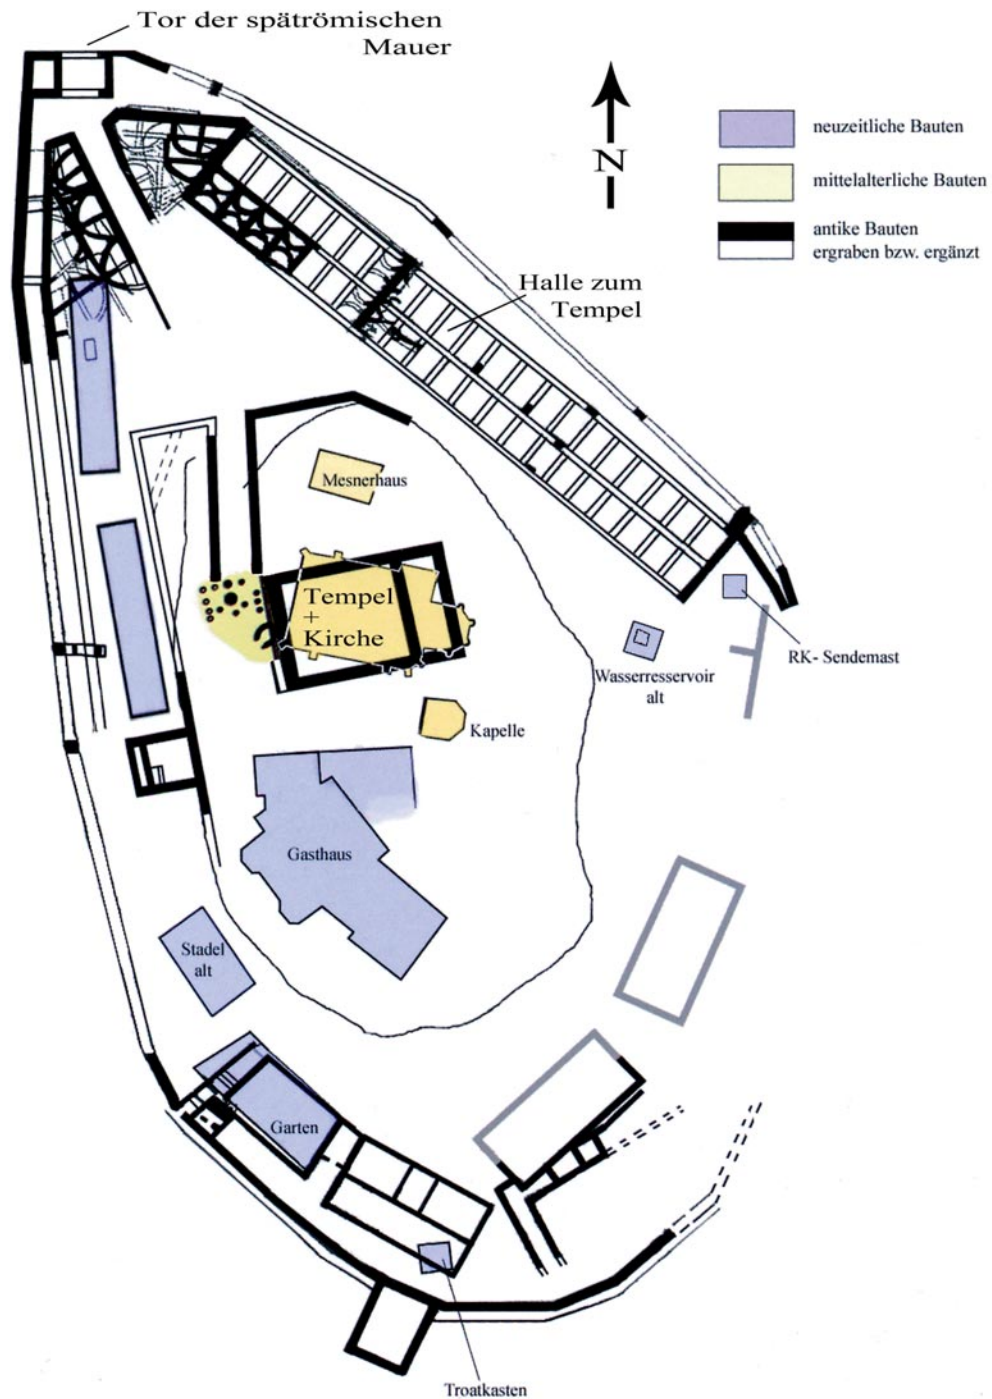 Tor der spätrömischen
Mauer
N
neuzeitliche Bauten
mittelalterliche Bauten
antike Bauten
ergraben bzw. ergänzt
Halle zum
Tempel
Mesnerhaus
Tempel
+
Kirche
RK- Sendemast
Wasserresservoir
alt
Kapelle
Gasthaus
Stadel
alt
Garten
Troatkasten